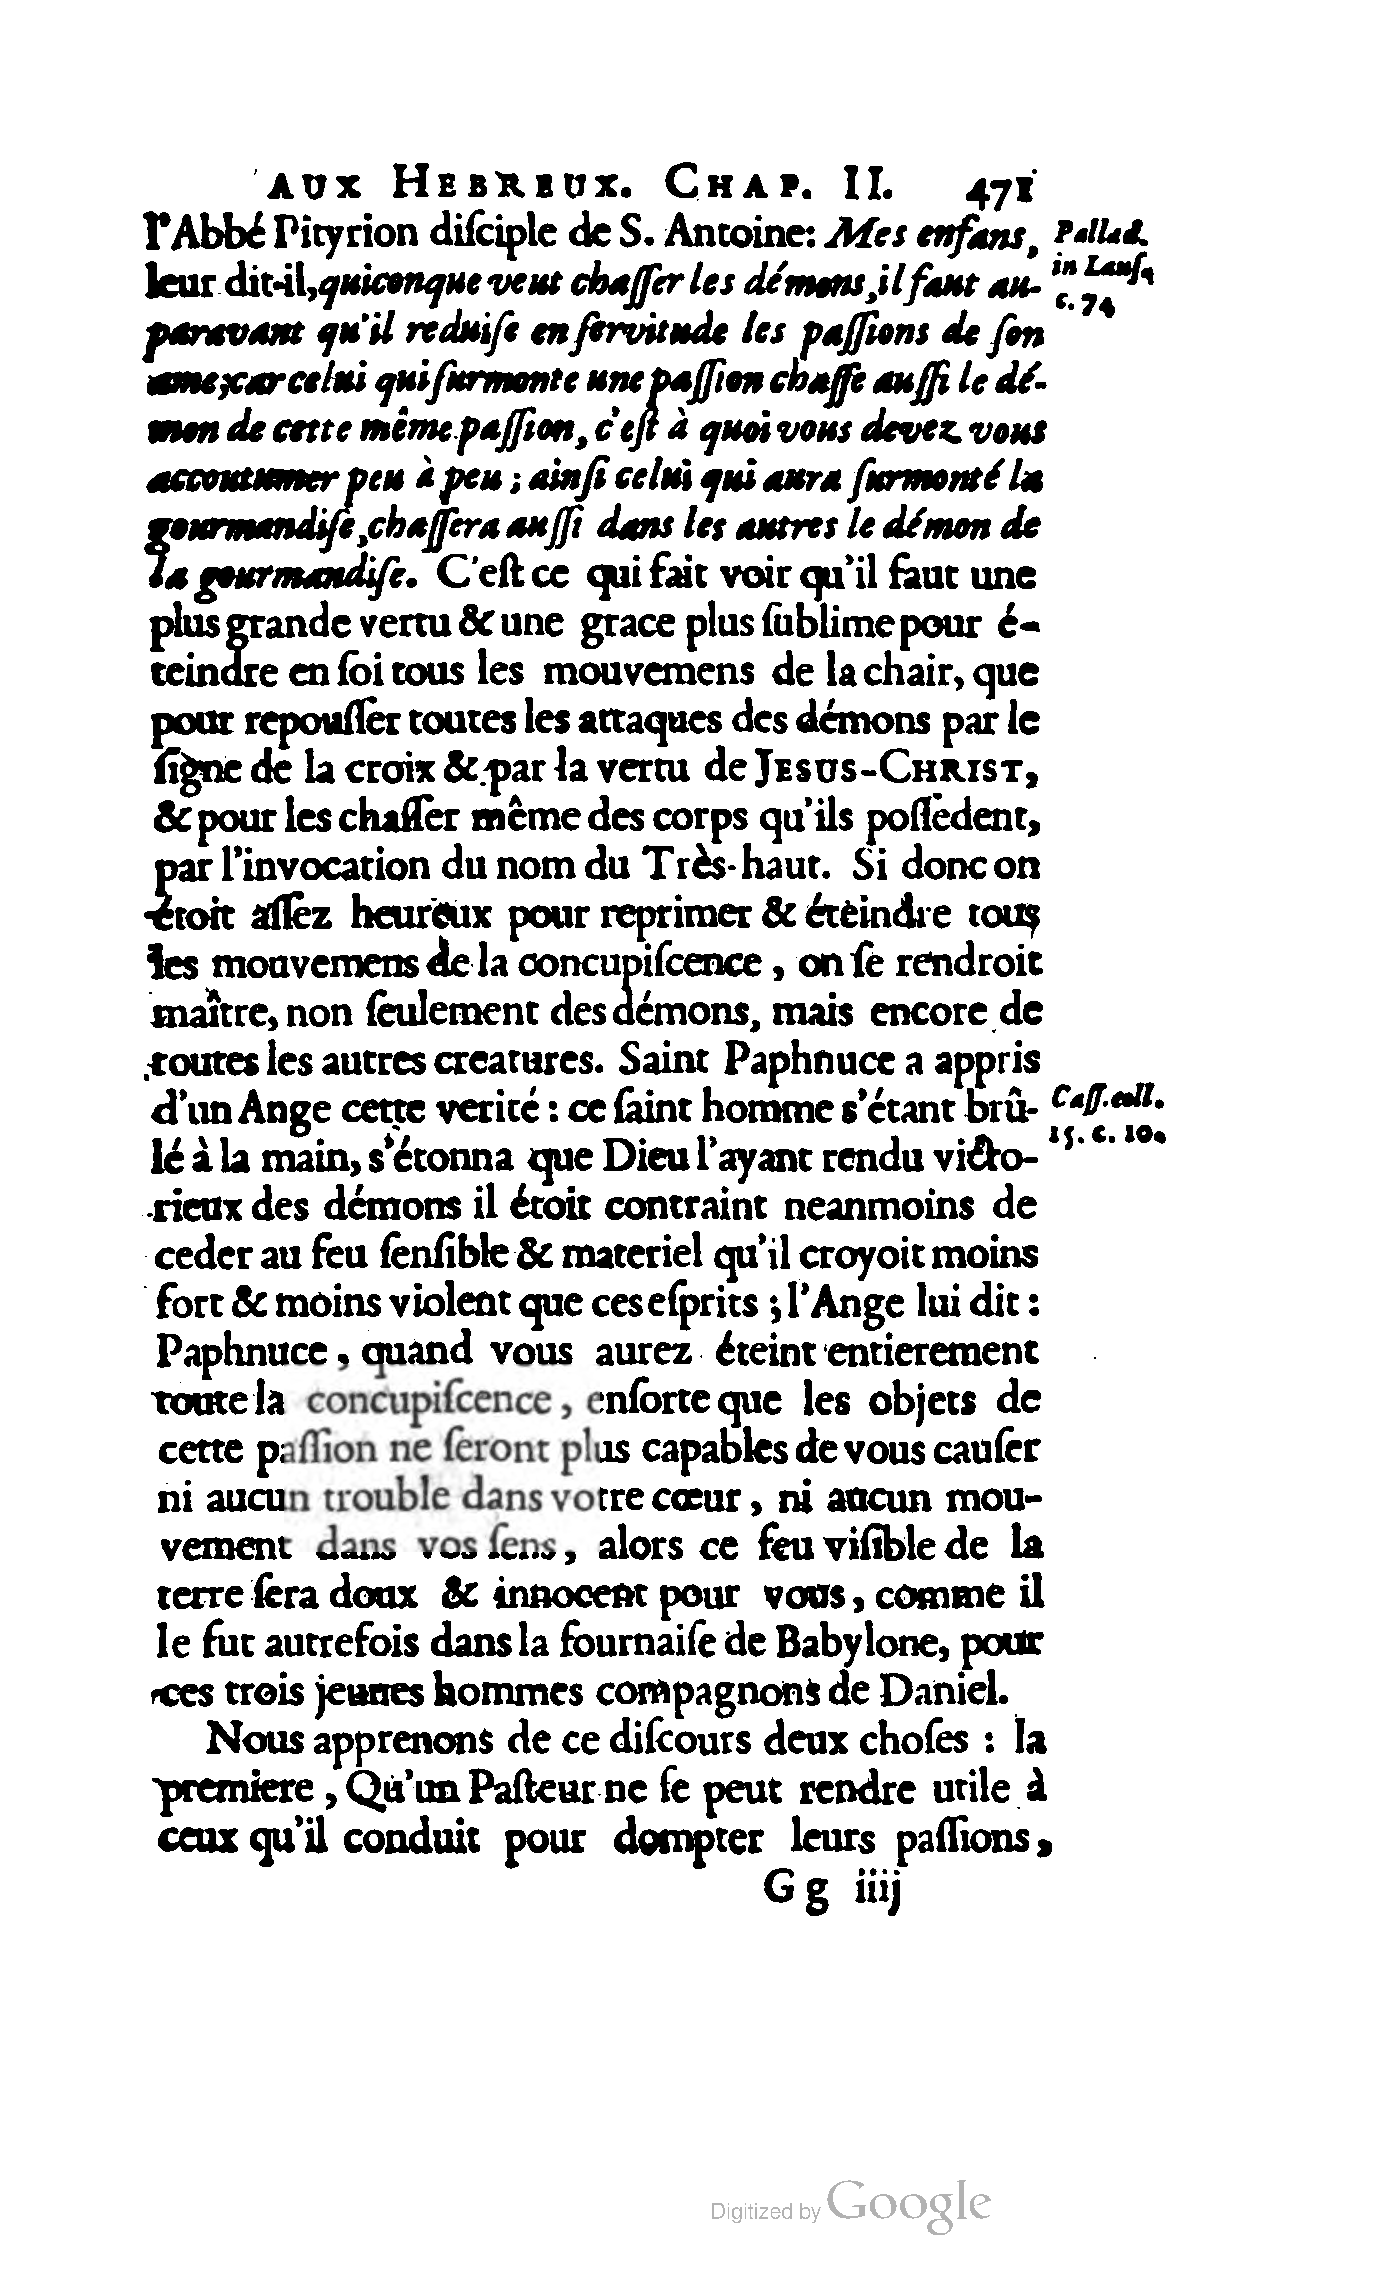 AUX HEBREUX. CHAP. II. 471
l'Abbé Pityrion diſciple de S. Antoine: Mes enfans,
Pallad.
leur dit-il, quiconque veut chaſſer les démons, il faut au-
in Lauſ.
c. 74
paravant qu'il reduiſe en ſervitude les paſſions de ſon
ame; car celui qui ſurmonte une paſſion chaſſe auſſi le dé-
mon de cette même paſſion, c'eſt à quoi vous devez vous
accoutumer peu à peu ; ainſi celui qui aura ſurmonté la
gourmandiſe, chaſſera auſſi dans les autres le démon de
la gourmandiſe. C'eſt ce qui fait voir qu'il faut une
plus grande vertu & une grace plus ſublime pour é-
teindre en ſoi tous les mouvemens de la chair, que
pour repouſſer toutes les attaques des démons par le
ſigne de la croix & par la vertu de JESUS-CHRIST,
& pour les chaſſer même des corps qu'ils poſſedent,
par l'invocation du nom du Très-haut. Si donc on
étoit aſſez heureux pour reprimer & éteindre tous
les mouvemens de la concupiſcence, on ſe rendroit
maître, non ſeulement des démons, mais encore de
toutes les autres creatures. Saint Paphnuce a appris
d'un Ange cette verité : ce ſaint homme s'étant brû-
Caſſ. coll.
15. c. 10.
lé à la main, s'étonna que Dieu l'ayant rendu victo-
rieux des démons il étoit contraint neanmoins de
ceder au feu ſenſible & materiel qu'il croyoit moins
fort & moins violent que ces eſprits ; l'Ange lui dit :
Paphnuce, quand vous aurez éteint entierement
toute la concupiſcence, enſorte que les objets de
cette paſſion ne ſeront plus capables de vous cauſer
ni aucun trouble dans votre cœur, ni aucun mou-
vement dans vos ſens, alors ce feu viſible de la
terre ſera doux & innocent pour vous, comme il
le fut autrefois dans la fournaiſe de Babylone, pour
ces trois jeunes hommes compagnons de Daniel.
Nous apprenons de ce diſcours deux choſes : la
premiere, Qu'un Paſteur ne ſe peut rendre utile à
ceux qu'il conduit pour dompter leurs paſſions,
G g iiij
Digitized by Google